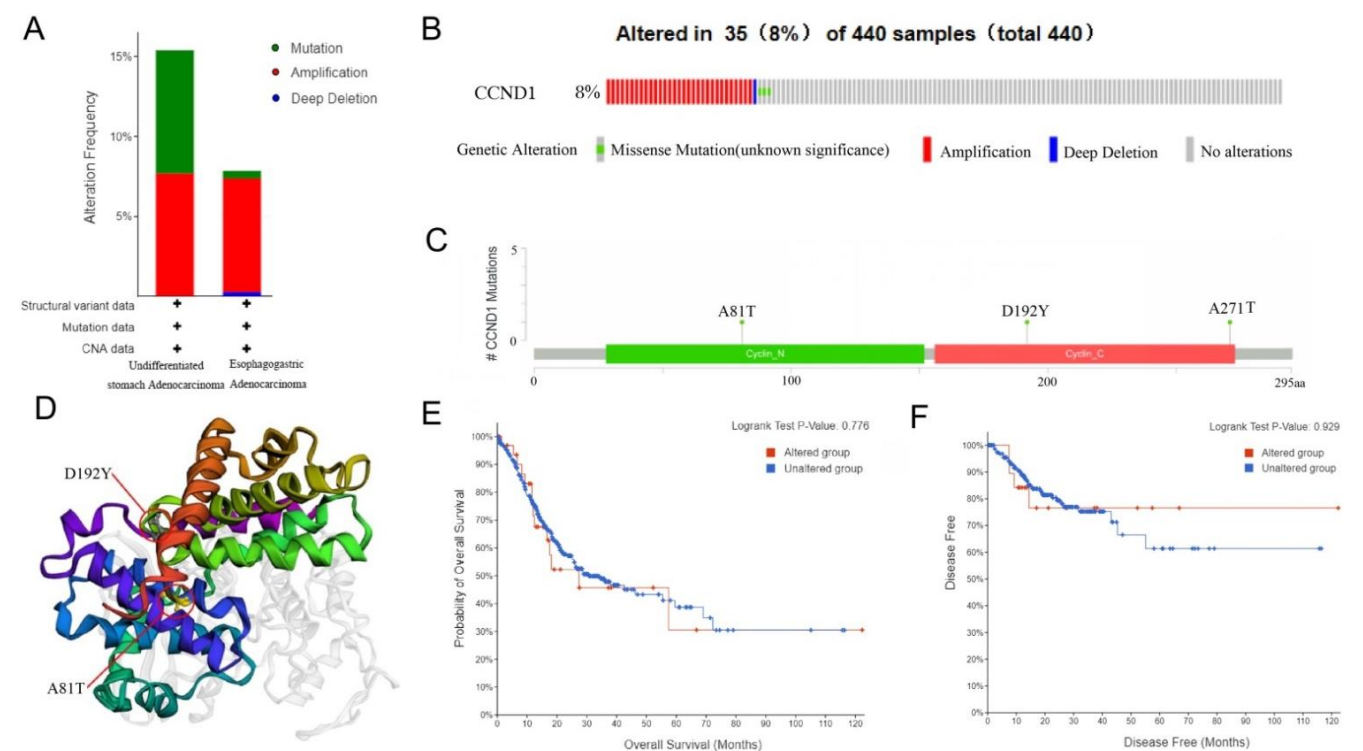 A
15%
10%
5%
Alteration Frequency
Mutation
Amplification
Deep Deletion
Structural variant data + +
Mutation data + +
CNA data + +
Undifferentiated
stomach Adenocarcinoma
Esophagogastric
Adenocarcinoma
B
Altered in 35（8%）of 440 samples（total 440）
CCND1 8%
Genetic Alteration Missense Mutation(unknown significance) Amplification Deep Deletion No alterations
C
# CCND1 Mutations
5
0
A81T D192Y A271T
Cyclin_N Cyclin_C
0 100 200 295aa
D
D192Y
A81T
E
Logrank Test P-Value: 0.776
Altered group
Unaltered group
100%
90%
80%
70%
60%
50%
40%
30%
20%
10%
0%
Probability of Overall Survival
0 10 20 30 40 50 60 70 80 90 100 110 120
Overall Survival (Months)
F
Logrank Test P-Value: 0.929
Altered group
Unaltered group
100%
90%
80%
70%
60%
50%
40%
30%
20%
10%
0%
Disease Free
0 10 20 30 40 50 60 70 80 90 100 110 120
Disease Free (Months)